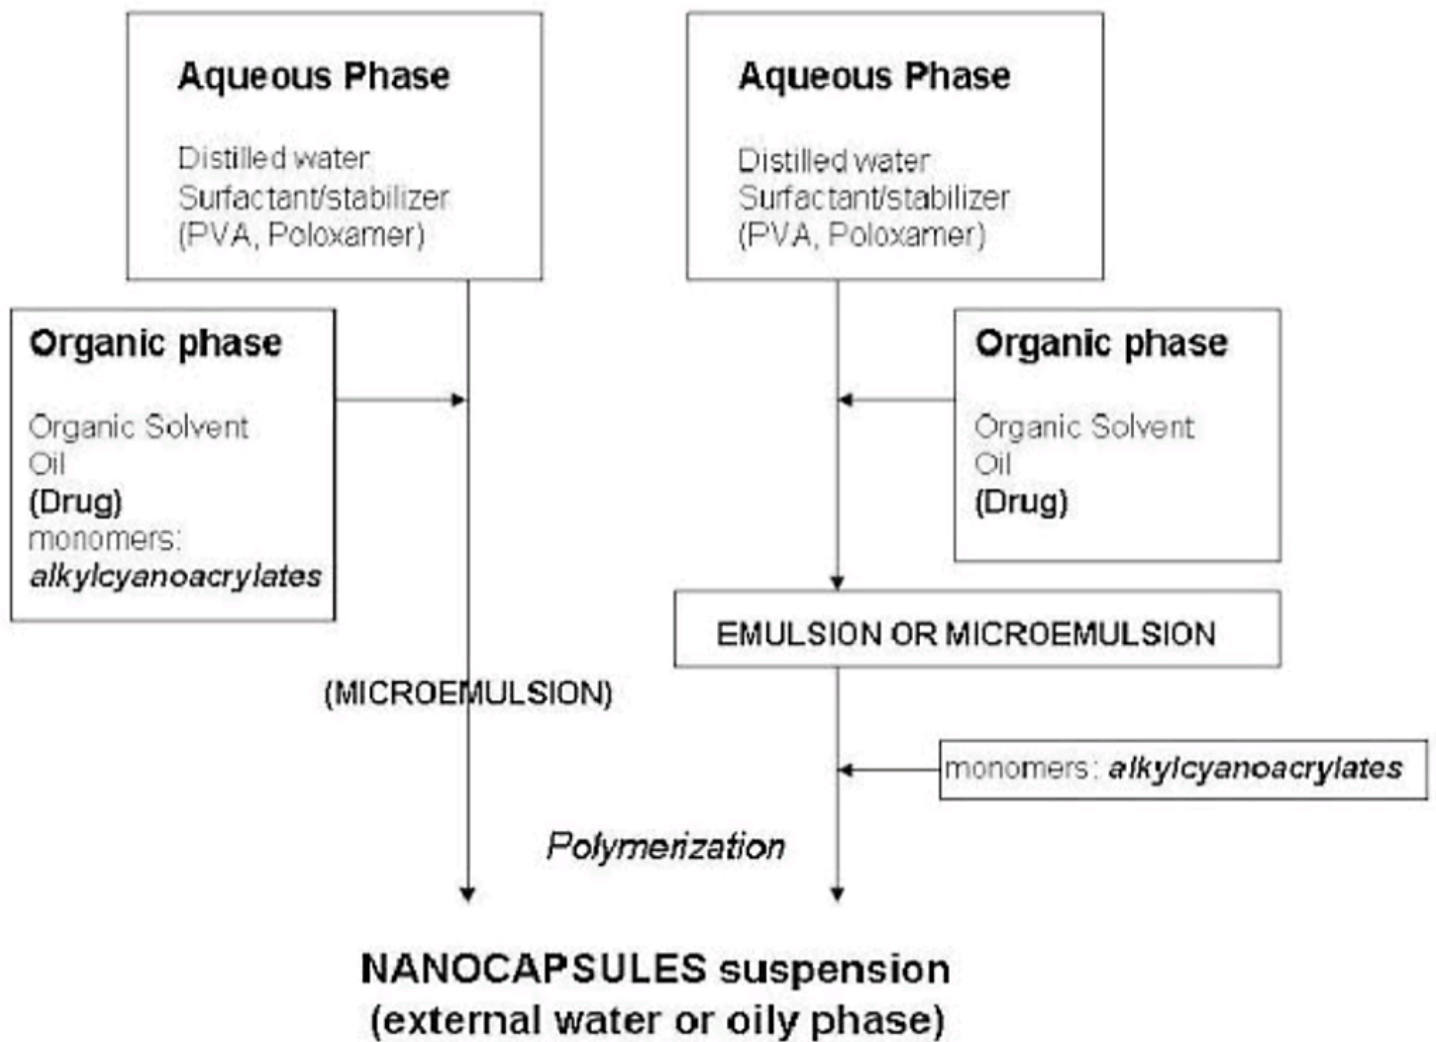 Aqueous Phase
Distilled water
Surfactant/stabilizer
(PVA, Poloxamer)
Aqueous Phase
Distilled water
Surfactant/stabilizer
(PVA, Poloxamer)
Organic phase
Organic Solvent
Oil
(Drug)
monomers:
alkylcyanoacrylates
Organic phase
Organic Solvent
Oil
(Drug)
EMULSION OR MICROEMULSION
(MICROEMULSION)
monomers: alkylcyanoacrylates
Polymerization
NANOCAPSULES suspension
(external water or oily phase)